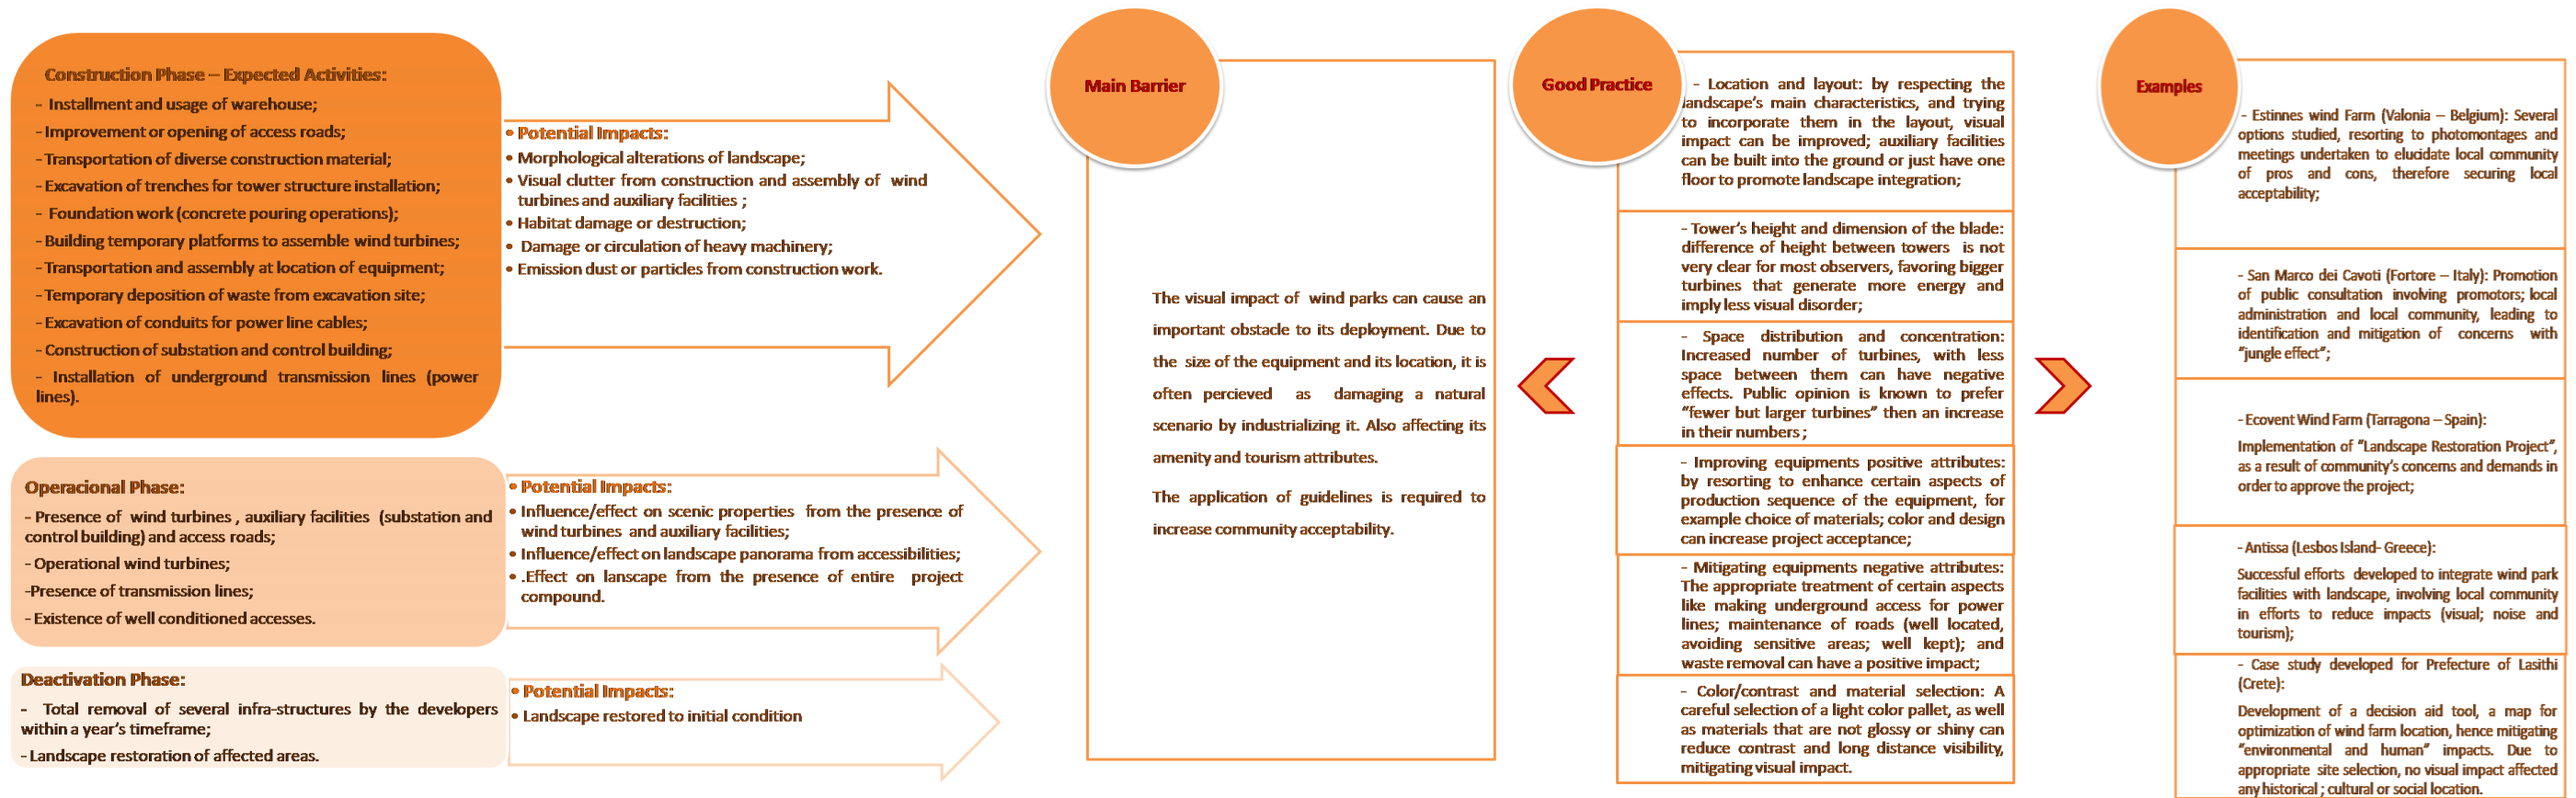 Construction Phase – Expected Activities:
- Installment and usage of warehouse;
- Improvement or opening of access roads;
- Transportation of diverse construction material;
- Excavation of trenches for tower structure installation;
- Foundation work (concrete pouring operations);
- Building temporary platforms to assemble wind turbines;
- Transportation and assembly at location of equipment;
- Temporary deposition of waste from excavation site;
- Excavation of conduits for power line cables;
- Construction of substation and control building;
- Installation of underground transmission lines (power
lines).
• Potential Impacts:
• Morphological alterations of landscape;
• Visual clutter from construction and assembly of wind
turbines and auxiliary facilities ;
• Habitat damage or destruction;
• Damage or circulation of heavy machinery;
• Emission dust or particles from construction work.
Operacional Phase:
- Presence of wind turbines , auxiliary facilities (substation and
control building) and access roads;
- Operational wind turbines;
-Presence of transmission lines;
- Existence of well conditioned accesses.
• Potential Impacts:
• Influence/effect on scenic properties from the presence of
wind turbines and auxiliary facilities;
• Influence/effect on landscape panorama from accessibilities;
• .Effect on lanscape from the presence of entire project
compound.
Deactivation Phase:
- Total removal of several infra-structures by the developers
within a year's timeframe;
- Landscape restoration of affected areas.
• Potential Impacts:
• Landscape restored to initial condition
Main Barrier
The visual impact of wind parks can cause an
important obstacle to its deployment. Due to
the size of the equipment and its location, it is
often percieved as damaging a natural
scenario by industrializing it. Also affecting its
amenity and tourism attributes.
The application of guidelines is required to
increase community acceptability.
Good Practice
- Location and layout: by respecting the
landscape's main characteristics, and trying
to incorporate them in the layout, visual
impact can be improved; auxiliary facilities
can be built into the ground or just have one
floor to promote landscape integration;
- Tower's height and dimension of the blade:
difference of height between towers is not
very clear for most observers, favoring bigger
turbines that generate more energy and
imply less visual disorder;
- Space distribution and concentration:
Increased number of turbines, with less
space between them can have negative
effects. Public opinion is known to prefer
"fewer but larger turbines" then an increase
in their numbers ;
- Improving equipments positive attributes:
by resorting to enhance certain aspects of
production sequence of the equipment, for
example choice of materials; color and design
can increase project acceptance;
- Mitigating equipments negative attributes:
The appropriate treatment of certain aspects
like making underground access for power
lines; maintenance of roads (well located,
avoiding sensitive areas; well kept); and
waste removal can have a positive impact;
- Color/contrast and material selection: A
careful selection of a light color pallet, as well
as materials that are not glossy or shiny can
reduce contrast and long distance visibility,
mitigating visual impact.
Examples
- Estinnes wind Farm (Valonia – Belgium): Several
options studied, resorting to photomontages and
meetings undertaken to elucidate local community
of pros and cons, therefore securing local
acceptability;
- San Marco dei Cavoti (Fortore – Italy): Promotion
of public consultation involving promotors; local
administration and local community, leading to
identification and mitigation of concerns with
"jungle effect";
- Ecovent Wind Farm (Tarragona – Spain):
Implementation of "Landscape Restoration Project",
as a result of community's concerns and demands in
order to approve the project;
- Antissa (Lesbos Island- Greece):
Successful efforts developed to integrate wind park
facilities with landscape, involving local community
in efforts to reduce impacts (visual; noise and
tourism);
- Case study developed for Prefecture of Lasithi
(Crete):
Development of a decision aid tool, a map for
optimization of wind farm location, hence mitigating
"environmental and human" impacts. Due to
appropriate site selection, no visual impact affected
any historical ; cultural or social location.